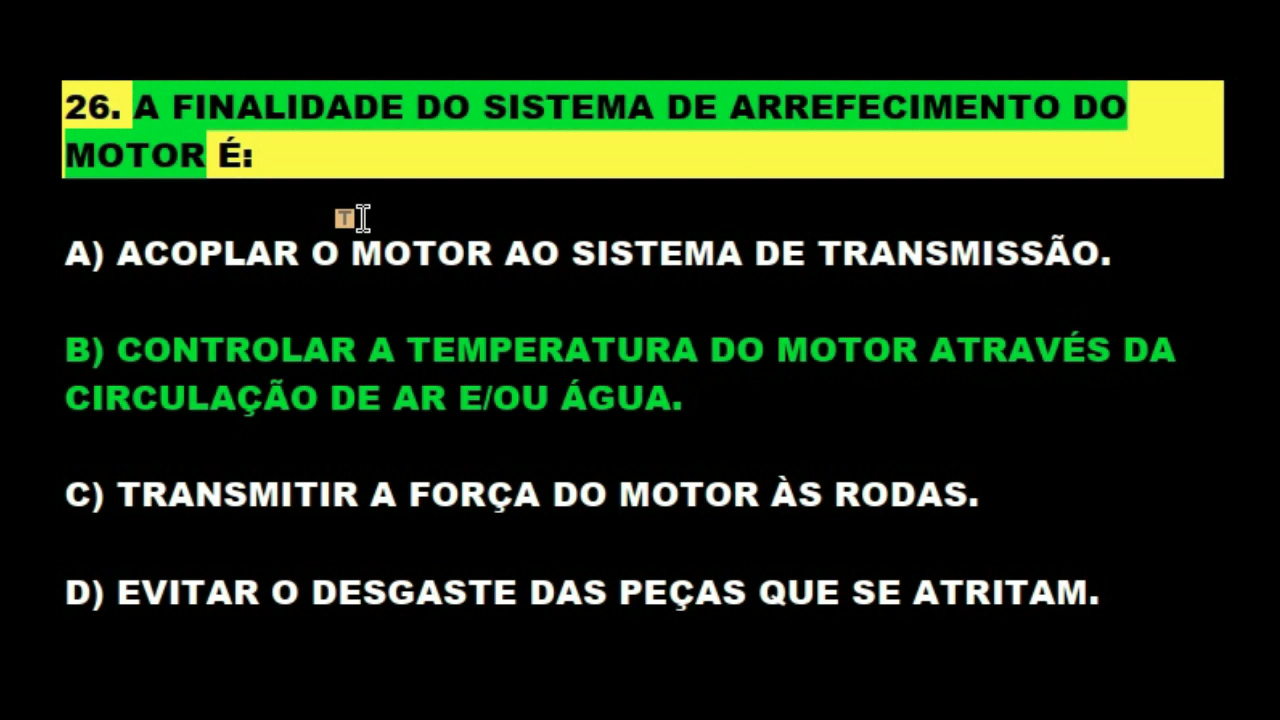 26. A FINALIDADE DO SISTEMA DE ARREFECIMENTO DO
MOTOR É:
T
A) ACOPLAR O MOTOR AO SISTEMA DE TRANSMISSÃO.
B) CONTROLAR A TEMPERATURA DO MOTOR ATRAVÉS DA
CIRCULAÇÃO DE AR E/OU ÁGUA.
C) TRANSMITIR A FORÇA DO MOTOR ÀS RODAS.
D) EVITAR O DESGASTE DAS PEÇAS QUE SE ATRITAM.